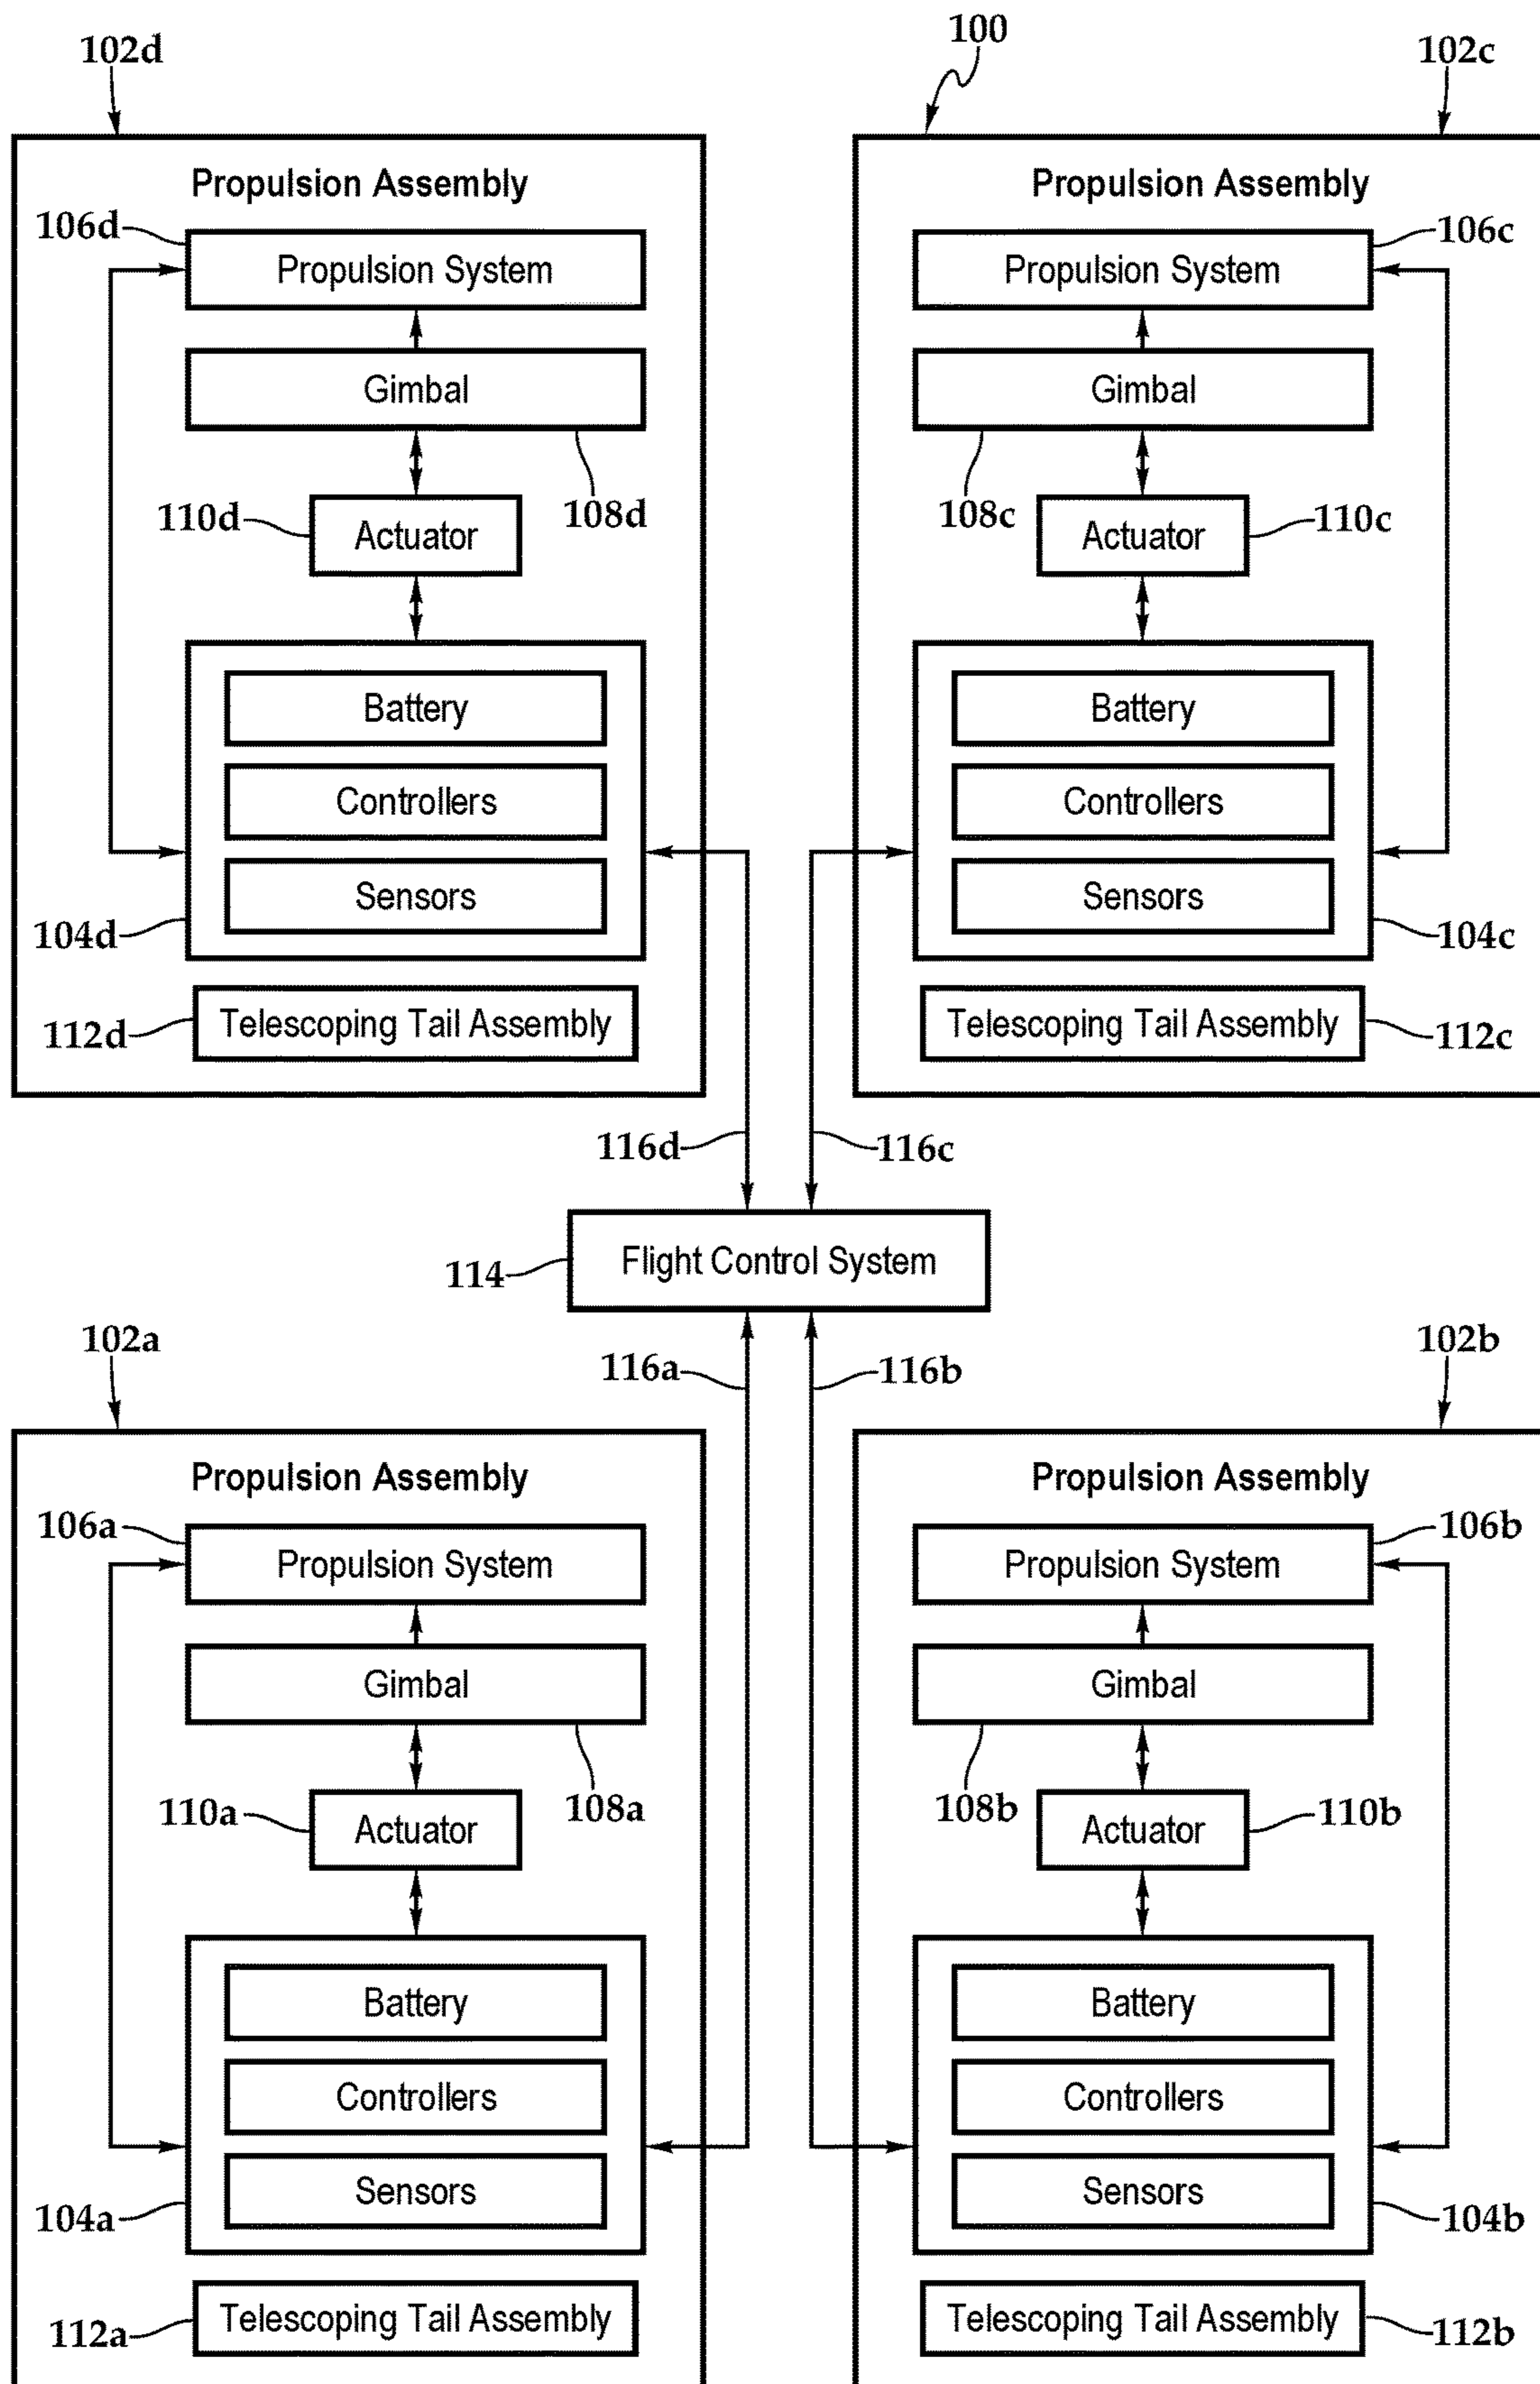 100
102d
102c
Propulsion Assembly
Propulsion Assembly
106d
106c
Propulsion System
Propulsion System
Gimbal
Gimbal
108d
108c
110d
110c
Actuator
Actuator
Battery
Battery
Controllers
Controllers
Sensors
Sensors
104d
104c
Telescoping Tail Assembly
Telescoping Tail Assembly
112d
112c
116d
116c
Flight Control System
114
102a
102b
116a
116b
Propulsion Assembly
Propulsion Assembly
106a
106b
Propulsion System
Propulsion System
Gimbal
Gimbal
108a
108b
110a
110b
Actuator
Actuator
Battery
Battery
Controllers
Controllers
Sensors
Sensors
104a
104b
Telescoping Tail Assembly
Telescoping Tail Assembly
112a
112b